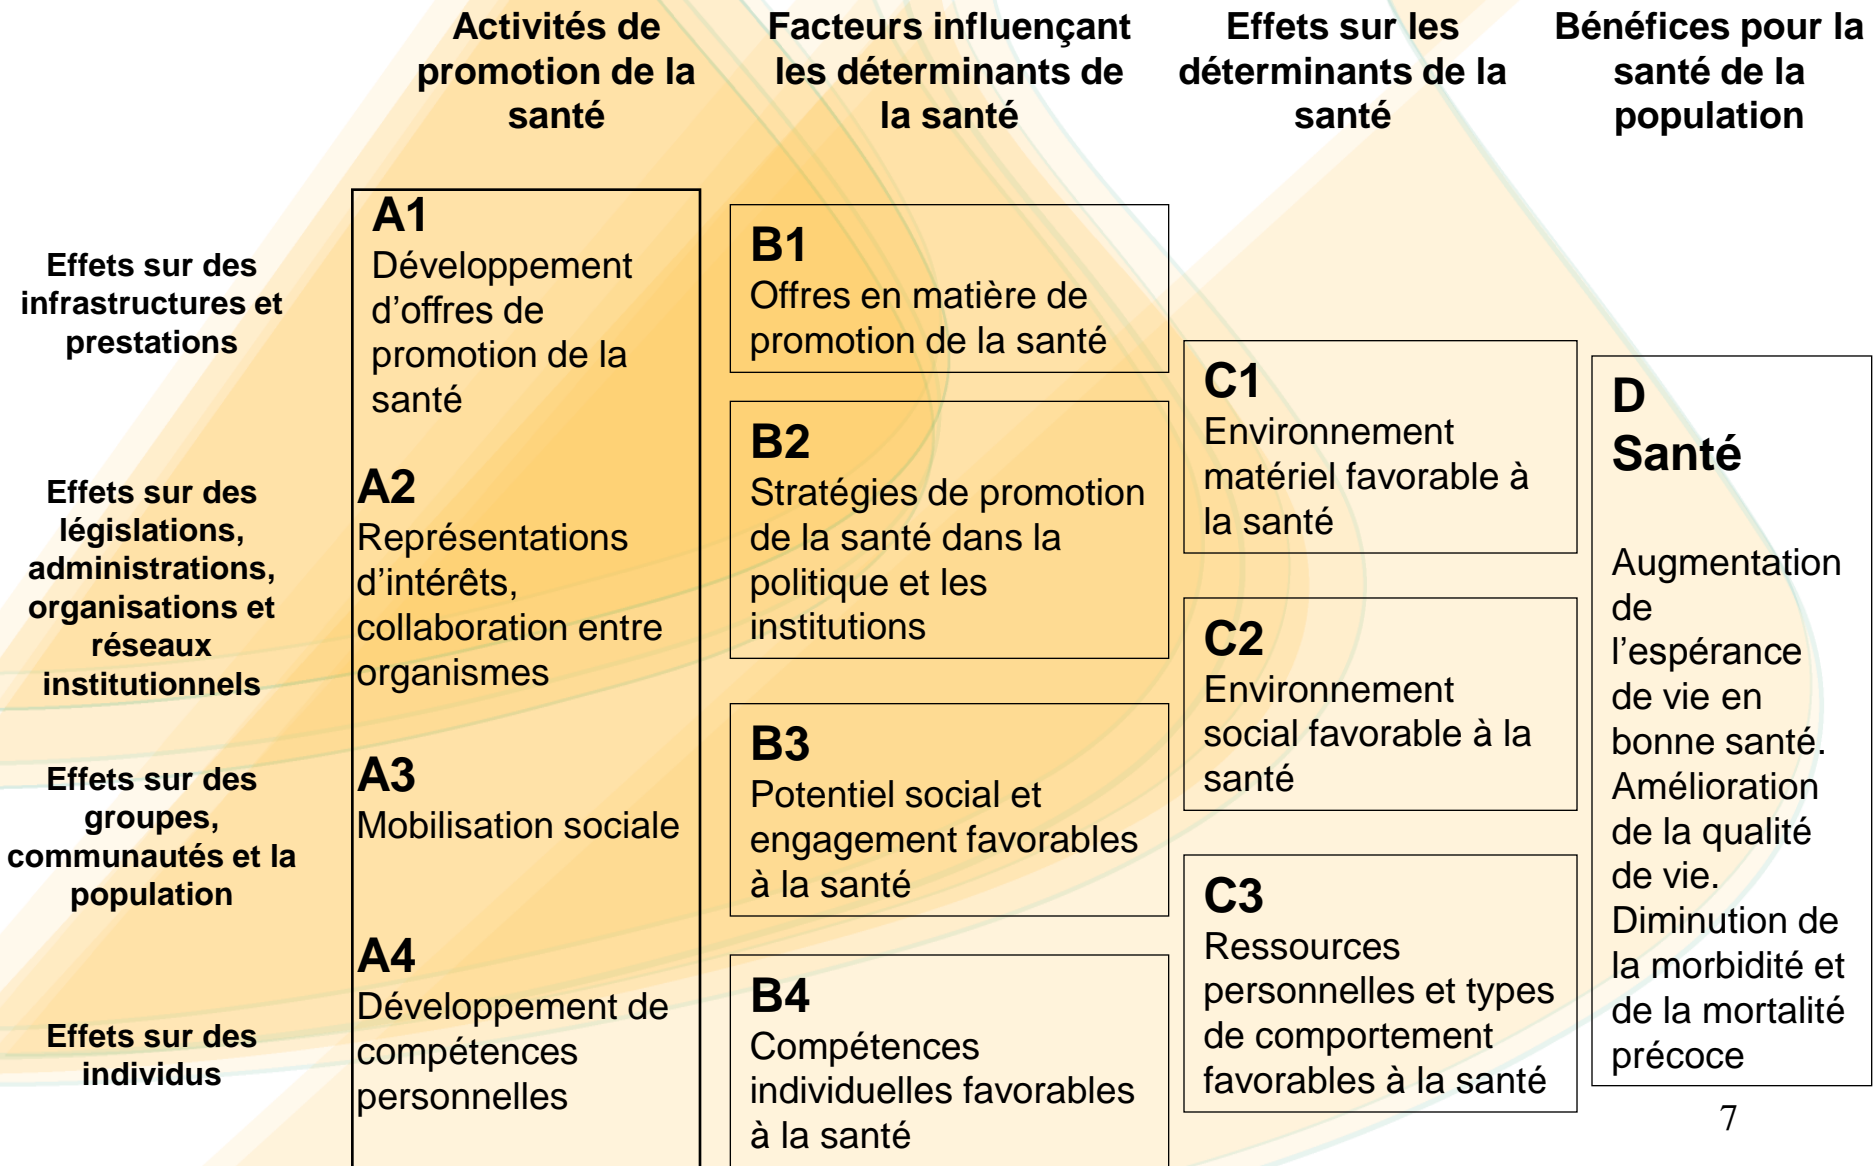 Activités de
promotion de la
santé
Facteurs influençant
les déterminants de
la santé
Effets sur les
déterminants de la
santé
Bénéfices pour la
santé de la
population
Effets sur des
infrastructures et
prestations
Effets sur des
législations,
administrations,
organisations et
réseaux
institutionnels
Effets sur des
groupes,
communautés et la
population
Effets sur des
individus
A1
Développement
d’offres de
promotion de la
santé
A2
Représentations
d’intérêts,
collaboration entre
organismes
A3
Mobilisation sociale
A4
Développement de
compétences
personnelles
B1
Offres en matière de
promotion de la santé
B2
Stratégies de promotion
de la santé dans la
politique et les
institutions
B3
Potentiel social et
engagement favorables
à la santé
B4
Compétences
individuelles favorables
à la santé
C1
Environnement
matériel favorable à
la santé
C2
Environnement
social favorable à la
santé
C3
Ressources
personnelles et types
de comportement
favorables à la santé
D
Santé
Augmentation
de
l’espérance
de vie en
bonne santé.
Amélioration
de la qualité
de vie.
Diminution de
la morbidité et
de la mortalité
précoce
7